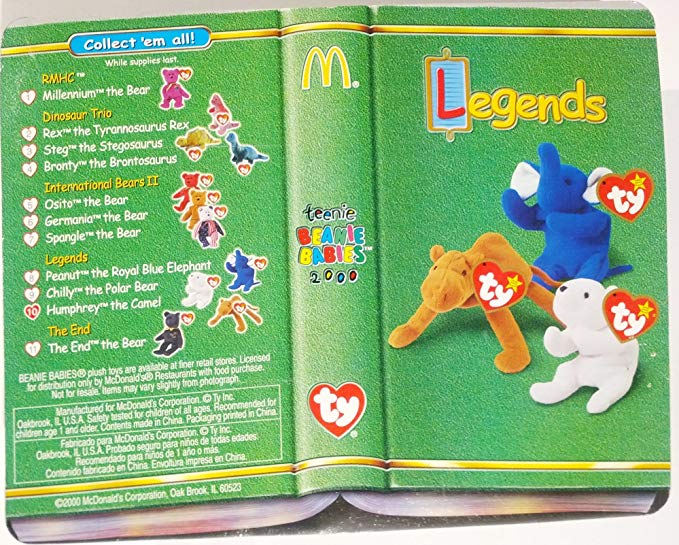 Collect 'em all!
While supplies last.
RMHC™
1 Millennium™ the Bear
Dinosaur Trio
2 Rex™ the Tyrannosaurus Rex
3 Steg™ the Stegosaurus
4 Bronty™ the Brontosaurus
International Bears II
5 Osito™ the Bear
6 Germania™ the Bear
7 Spangle™ the Bear
Legends
8 Peanut™ the Royal Blue Elephant
9 Chilly™ the Polar Bear
10 Humphrey™ the Camel
The End
11 The End™ the Bear
BEANIE BABIES® plush toys are available at finer retail stores. Licensed
for distribution only by McDonald's® Restaurants with food purchase.
Not for resale. Items may vary slightly from photograph.
Manufactured for McDonald's Corporation. © Ty Inc.
Oakbrook, IL U.S.A. Safety tested for children of all ages. Recommended for
children age 1 and older. Contents made in China. Packaging printed in China.
Fabricado para McDonald's Corporation. © Ty Inc.
Oakbrook, IL U.S.A. Probado seguro para niños de todas edades.
Recomendado para niños de 1 año o más.
Contenido fabricado en China. Envoltura impresa en China.
©2000 McDonald's Corporation, Oak Brook, IL 60523
M®
teenie
BEANIE
BABIES™
2000
ty®
Legends
ty
ty
ty